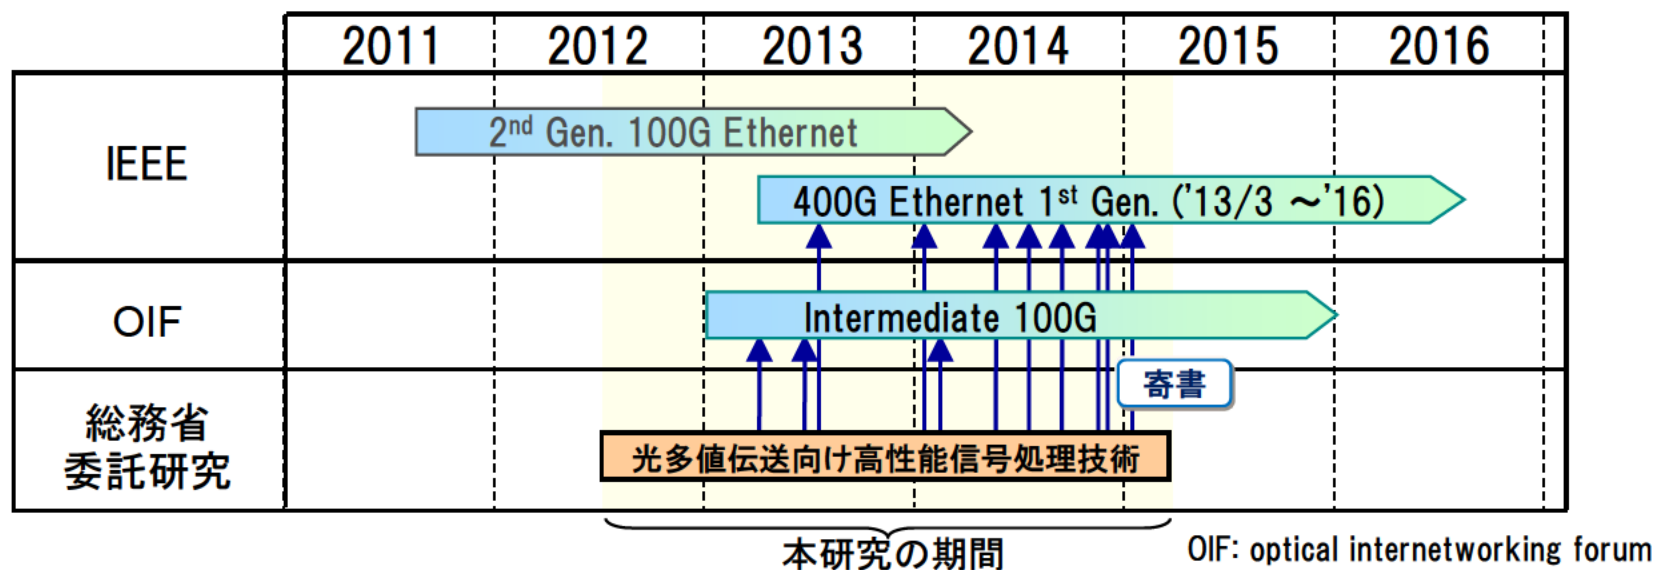 2011 2012 2013 2014 2015 2016
IEEE
2nd Gen. 100G Ethernet
400G Ethernet 1st Gen. ('13/3 ～'16)
OIF
Intermediate 100G
寄書
総務省
委託研究
光多値伝送向け高性能信号処理技術
本研究の期間
OIF: optical internetworking forum